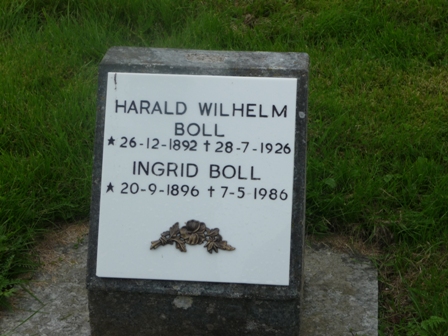 HARALD WILHELM
BOLL
★26-12-1892 † 28-7-1926
INGRID BOLL
★ 20-9-1896 † 7-5-1986